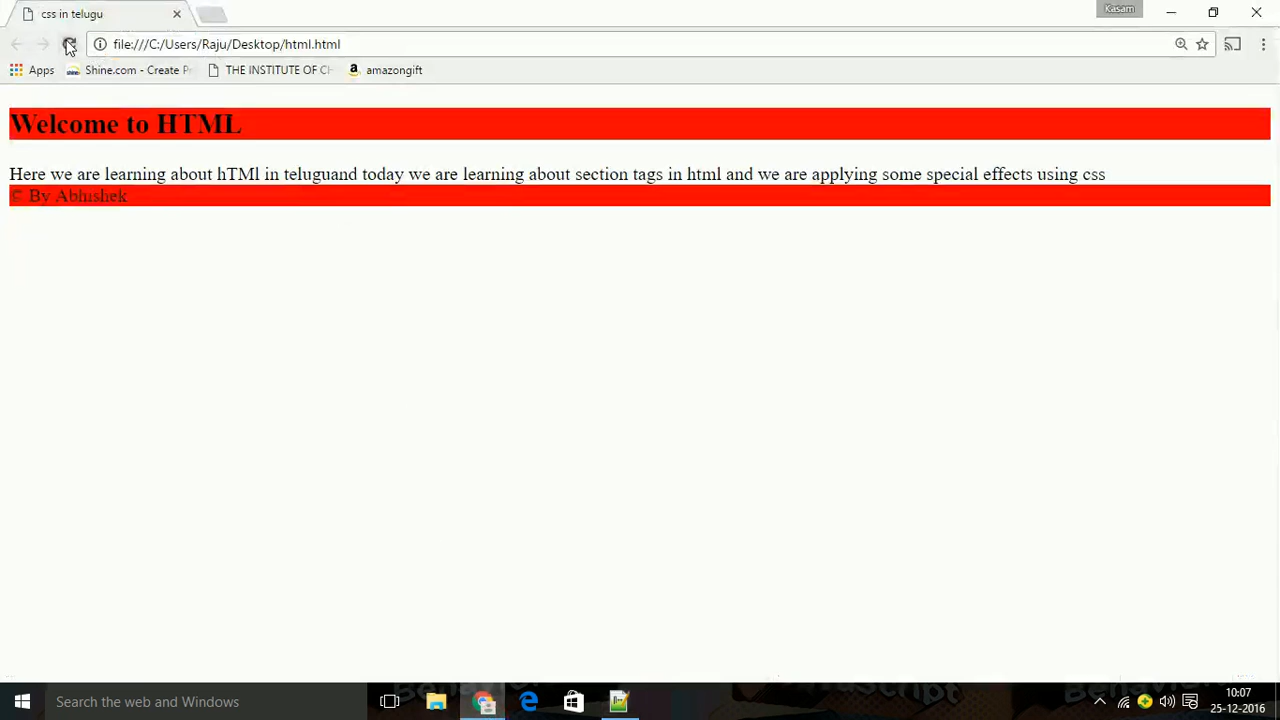 css in telugu
Kasam
file:///C:/Users/Raju/Desktop/html.html
Apps
Shine.com - Create Pr
THE INSTITUTE OF CH
a amazongift
Welcome to HTML
Here we are learning about hTMl in teluguand today we are learning about section tags in html and we are applying some special effects using css
© By Abhishek
Search the web and Windows
10:07
25-12-2016